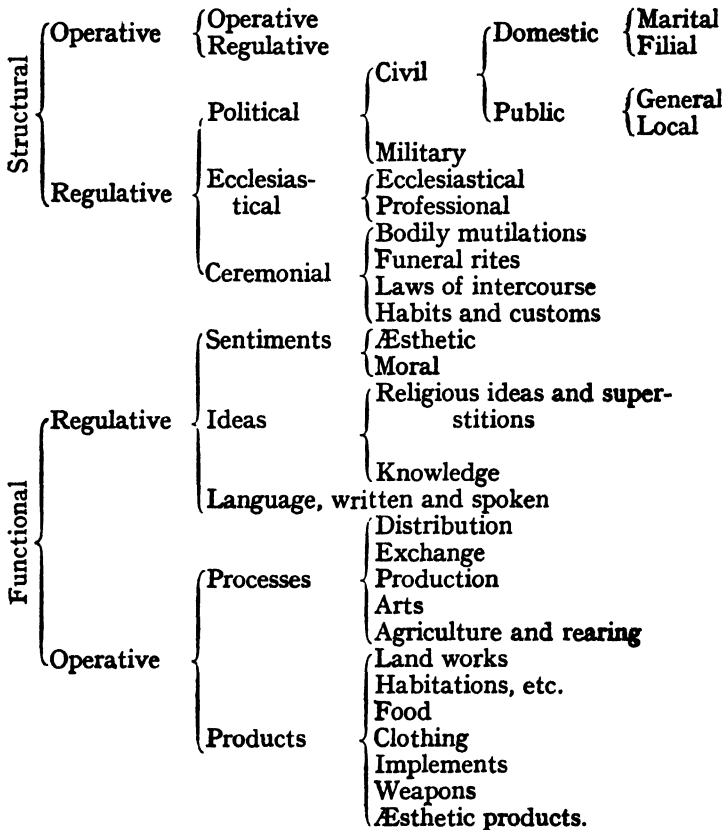 Structural
Operative
Operative
Regulative
Regulative
Political
Civil
Domestic
Marital
Filial
Public
General
Local
Military
Ecclesias-
tical
Ecclesiastical
Professional
Ceremonial
Bodily mutilations
Funeral rites
Laws of intercourse
Habits and customs
Functional
Regulative
Sentiments
Æsthetic
Moral
Ideas
Religious ideas and super-
stitions
Knowledge
Language, written and spoken
Operative
Processes
Distribution
Exchange
Production
Arts
Agriculture and rearing
Products
Land works
Habitations, etc.
Food
Clothing
Implements
Weapons
Æsthetic products.